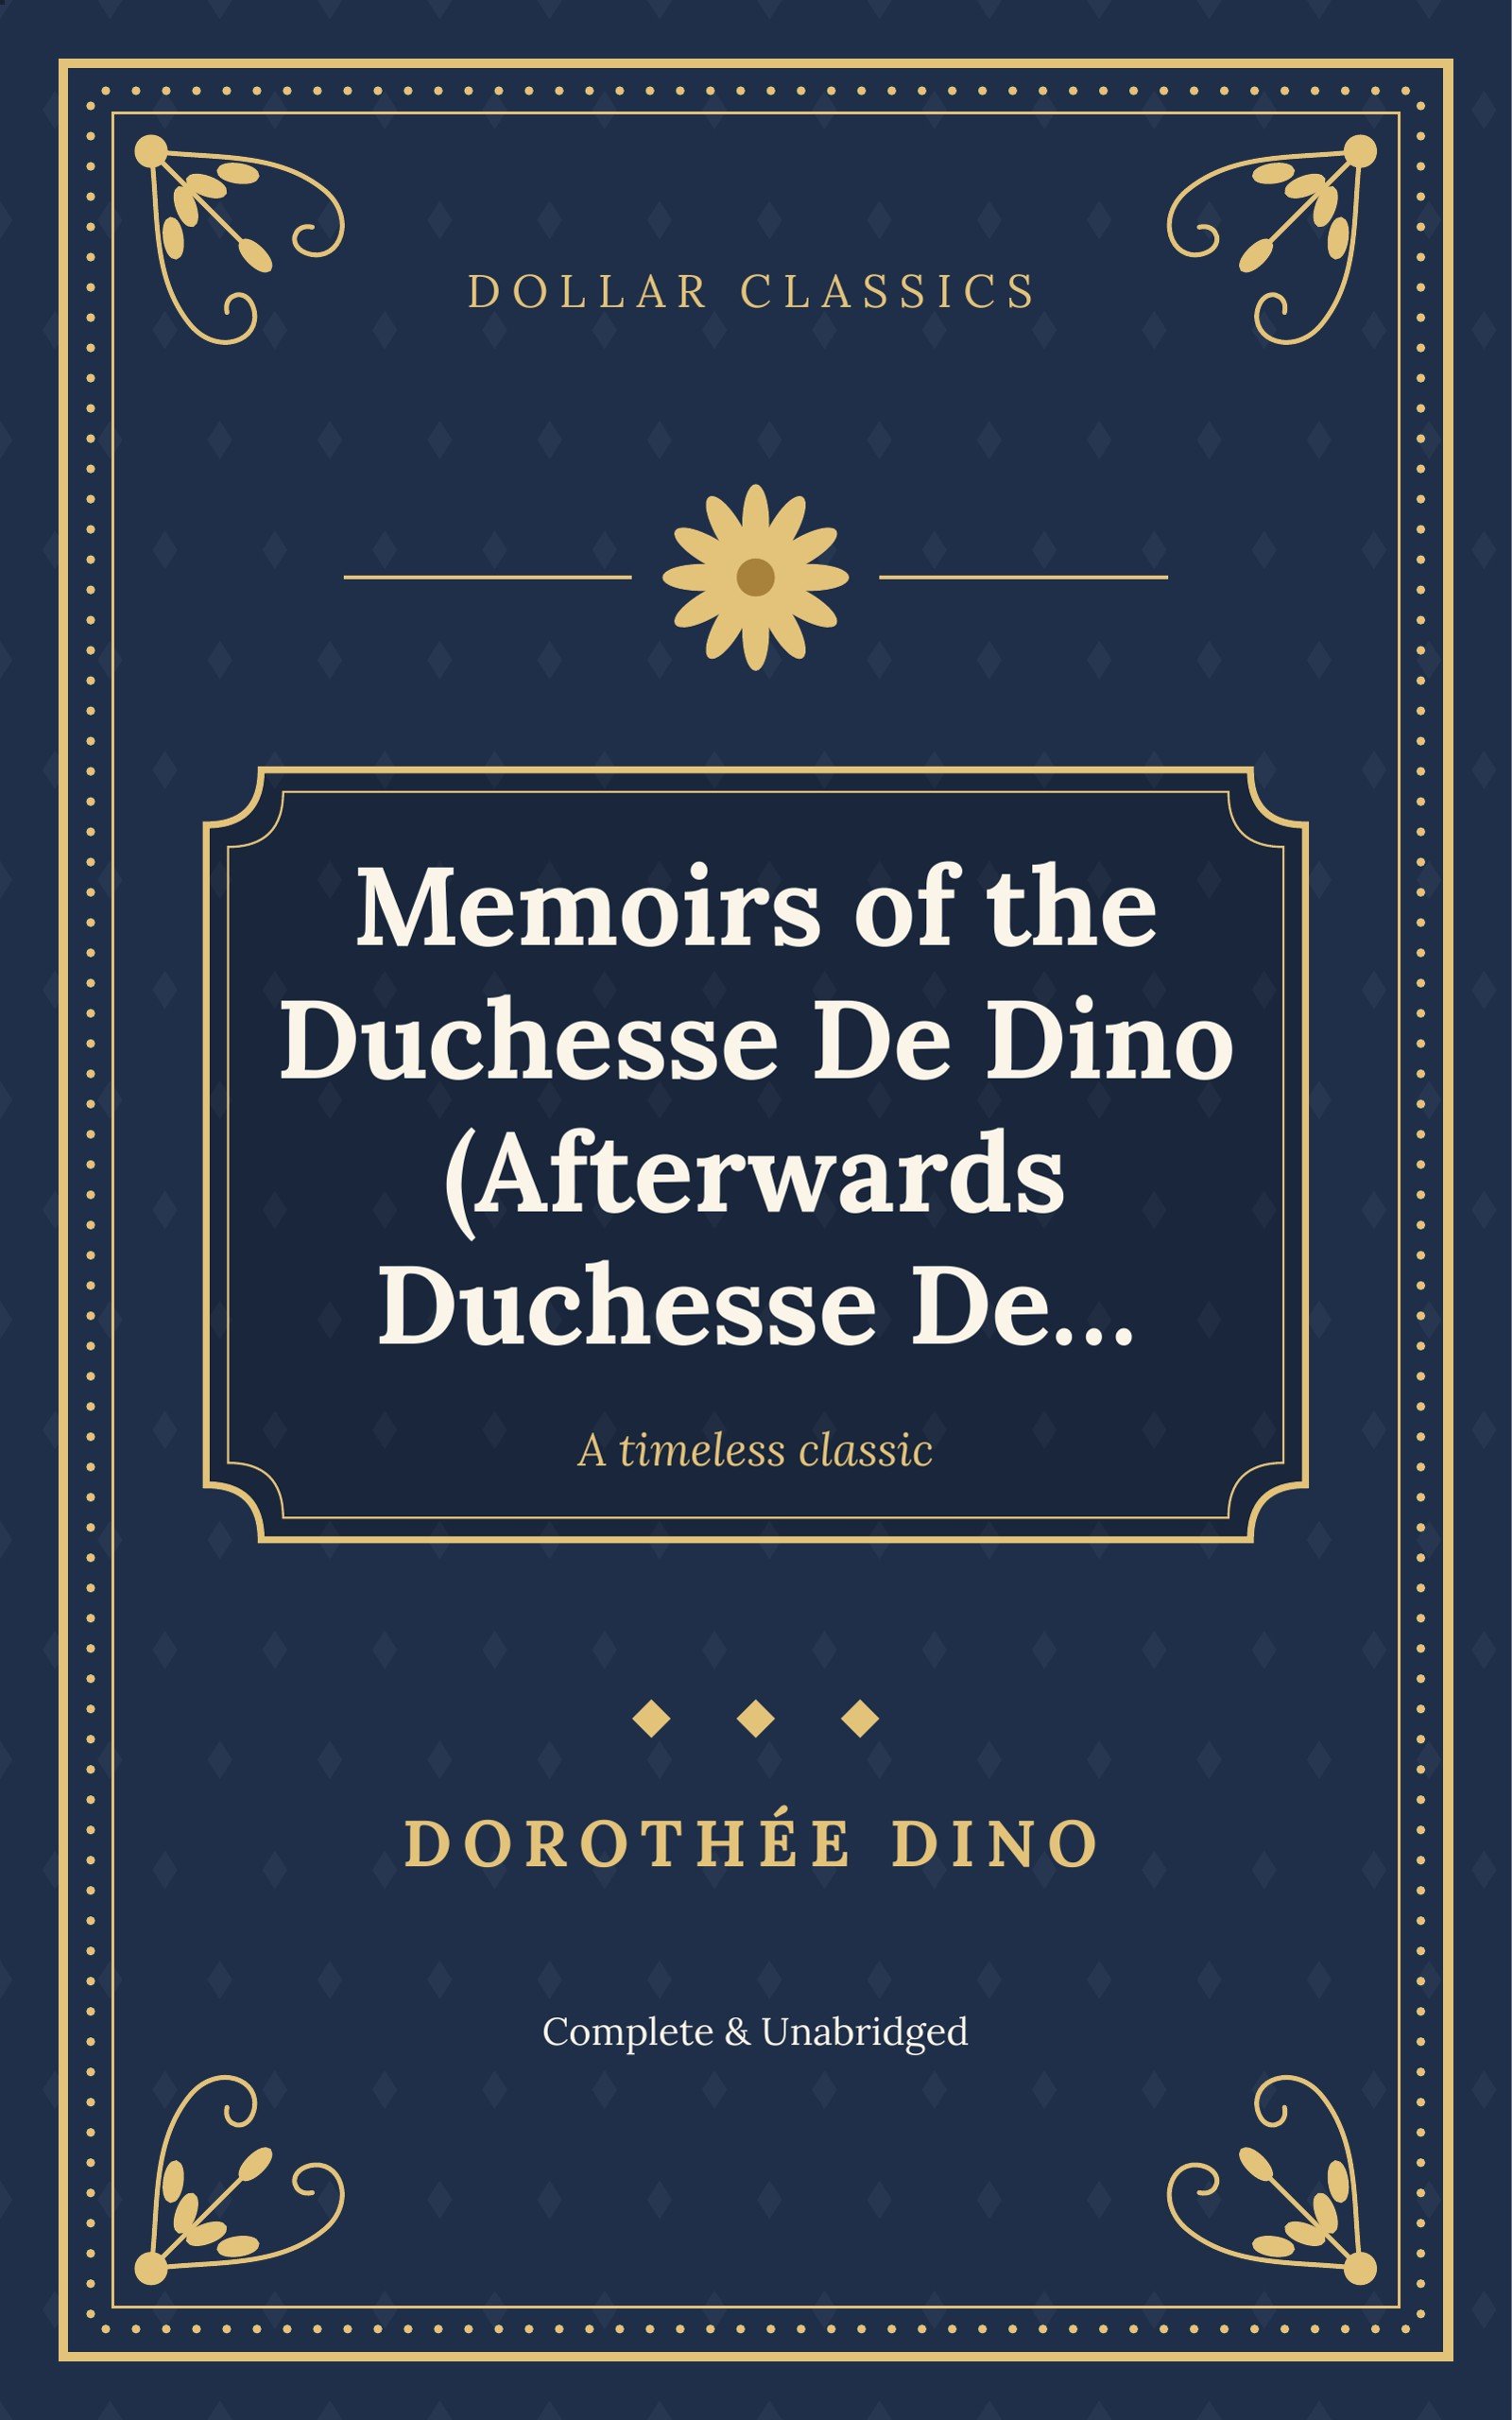 DOLLAR CLASSICS
Memoirs of the
Duchesse De Dino
(Afterwards
Duchesse De...
A timeless classic
DOROTHÉE DINO
Complete & Unabridged